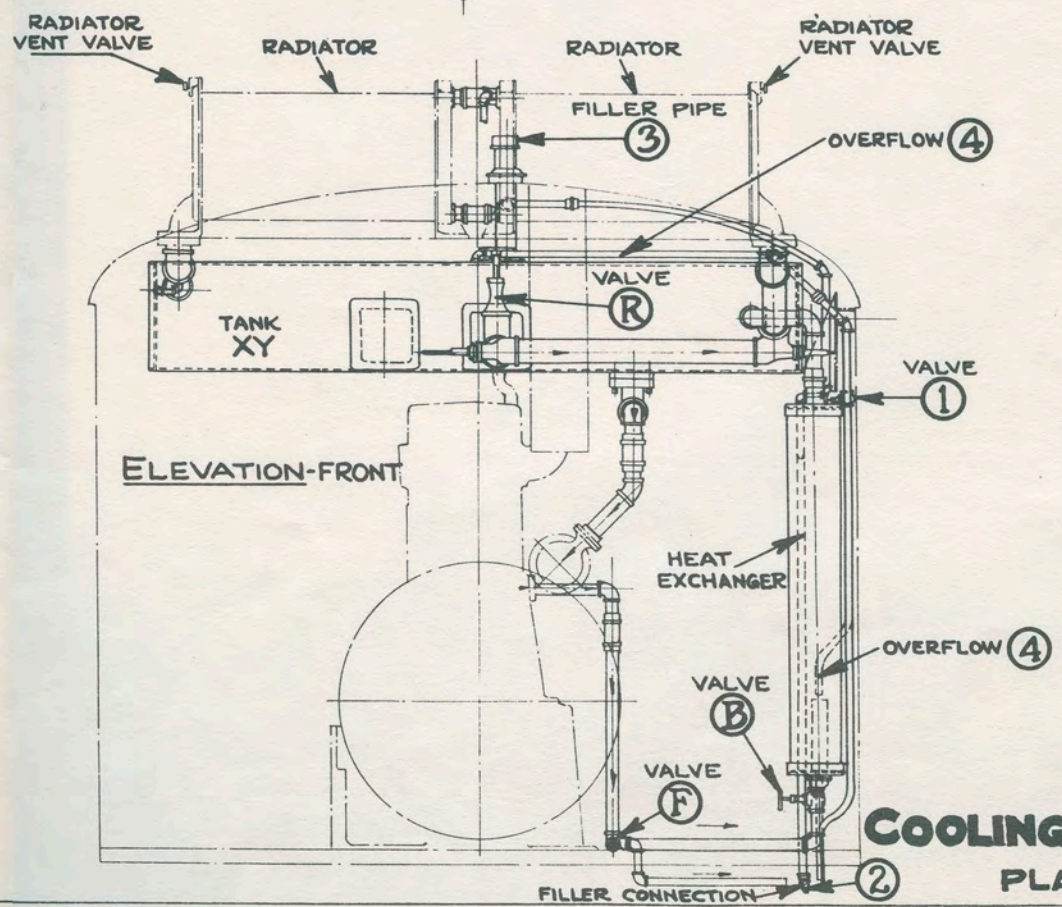 RADIATOR
VENT VALVE
RADIATOR
RADIATOR
RADIATOR
VENT VALVE
FILLER PIPE
3
OVERFLOW 4
VALVE
R
TANK
XY
VALVE
1
ELEVATION-FRONT
HEAT
EXCHANGER
OVERFLOW 4
VALVE
B
VALVE
F
COOLING
PLA
FILLER CONNECTION 2